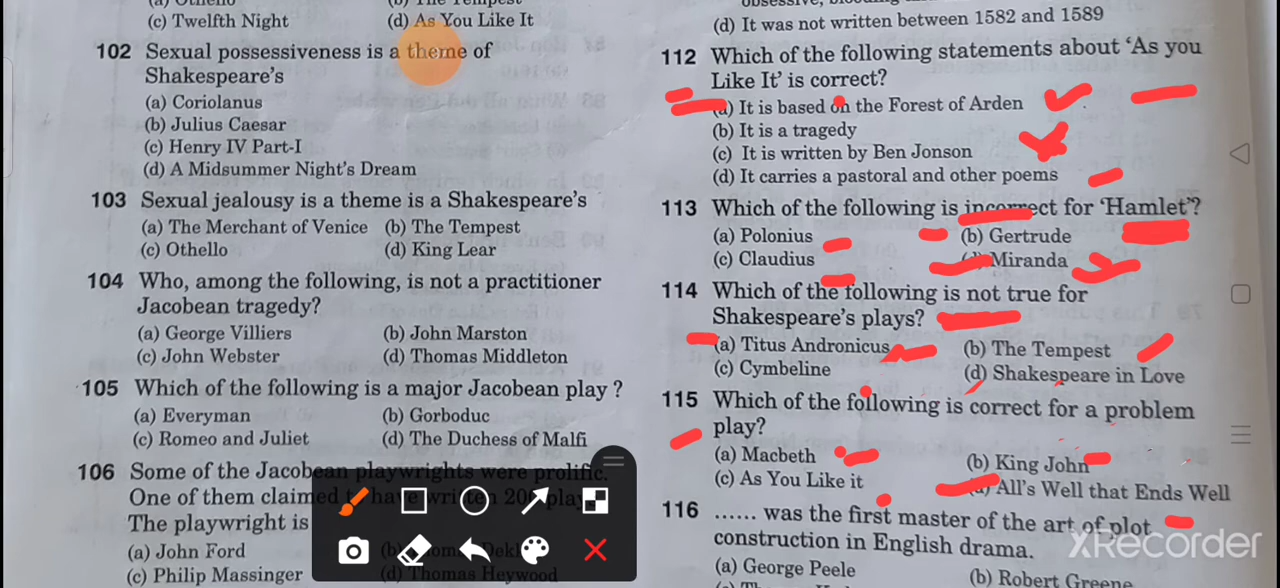 (c) Twelfth Night
(d) As You Like It
102 Sexual possessiveness is a theme of
Shakespeare's
(a) Coriolanus
(b) Julius Caesar
(c) Henry IV Part-I
(d) A Midsummer Night's Dream
103 Sexual jealousy is a theme is a Shakespeare's
(a) The Merchant of Venice (b) The Tempest
(c) Othello (d) King Lear
104 Who, among the following, is not a practitioner
Jacobean tragedy?
(a) George Villiers (b) John Marston
(c) John Webster (d) Thomas Middleton
105 Which of the following is a major Jacobean play ?
(a) Everyman (b) Gorboduc
(c) Romeo and Juliet (d) The Duchess of Malfi
106 Some of the Jacobean playwrights were prolific.
One of them claimed to have written 200 play
The playwright is
(a) John Ford
(c) Philip Massinger (d) Thomas Heywood
(d) It was not written between 1582 and 1589
112 Which of the following statements about 'As you
Like It' is correct?
(a) It is based on the Forest of Arden
(b) It is a tragedy
(c) It is written by Ben Jonson
(d) It carries a pastoral and other poems
113 Which of the following is incorrect for 'Hamlet'?
(a) Polonius (b) Gertrude
(c) Claudius Miranda
114 Which of the following is not true for
Shakespeare's plays?
(a) Titus Andronicus (b) The Tempest
(c) Cymbeline (d) Shakespeare in Love
115 Which of the following is correct for a problem
play?
(a) Macbeth (b) King John
(c) As You Like it All's Well that Ends Well
116 ...... was the first master of the art of plot
construction in English drama.
(a) George Peele (b) Robert Greene
XRecorder